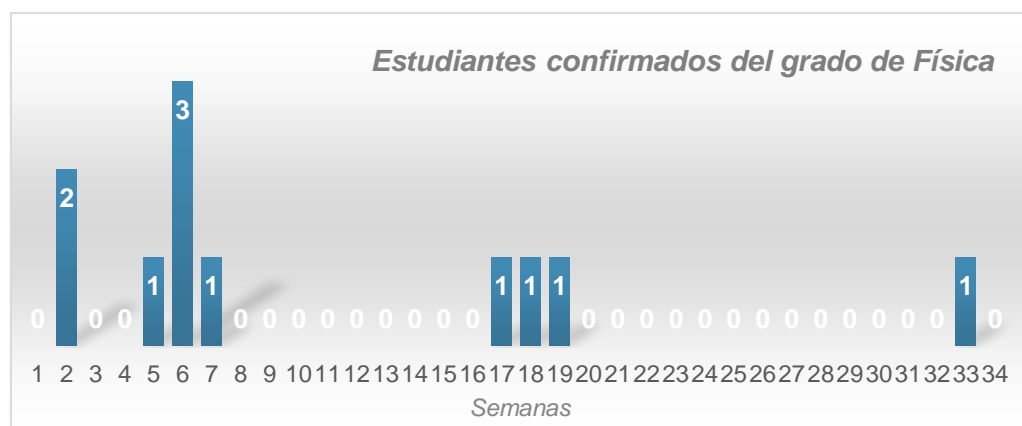 Estudiantes confirmados del grado de Física
3
2
1 1 1 1 1 1
0 0 0 0 0 0 0 0 0 0 0 0 0 0 0 0 0 0 0 0 0 0 0 0 0 0
1 2 3 4 5 6 7 8 9 10 11 12 13 14 15 16 17 18 19 20 21 22 23 24 25 26 27 28 29 30 31 32 33 34
Semanas